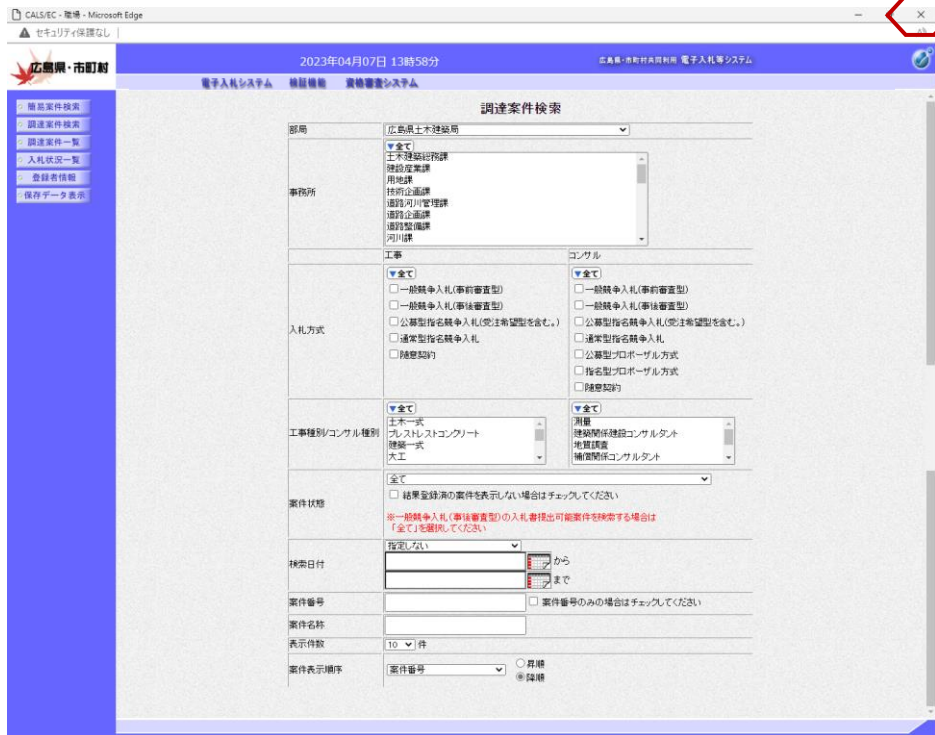 CALS/EC - 職場 - Microsoft Edge
セキュリティ保護なし
広島県・市町村
2023年04月07日 13時58分
広島県・市町村共同利用 電子入札等システム
電子入札システム 検証機能 資格審査システム
簡易案件検索
調達案件検索
調達案件一覧
入札状況一覧
登録者情報
保存データ表示
調達案件検索
部局
広島県土木建築局
事務所
▼全て
土木建築総務課
建設産業課
用地課
技術企画課
道路河川管理課
道路企画課
道路整備課
河川課
工事 コンサル
入札方式
▼全て
一般競争入札(事前審査型)
一般競争入札(事後審査型)
公募型指名競争入札(受注希望型を含む。)
通常型指名競争入札
随意契約
▼全て
一般競争入札(事前審査型)
一般競争入札(事後審査型)
公募型指名競争入札(受注希望型を含む。)
通常型指名競争入札
公募型プロポーザル方式
指名型プロポーザル方式
随意契約
工事種別/コンサル種別
▼全て
土木一式
プレストレストコンクリート
建築一式
大工
▼全て
測量
建築関係建設コンサルタント
地質調査
補償関係コンサルタント
案件状態
全て
結果登録済の案件を表示しない場合はチェックしてください
※一般競争入札(事後審査型)の入札書提出可能案件を検索する場合は
「全て」を選択してください
検索日付
指定しない
から
まで
案件番号
案件番号のみの場合はチェックしてください
案件名称
表示件数
10 件
案件表示順序
案件番号
昇順
降順